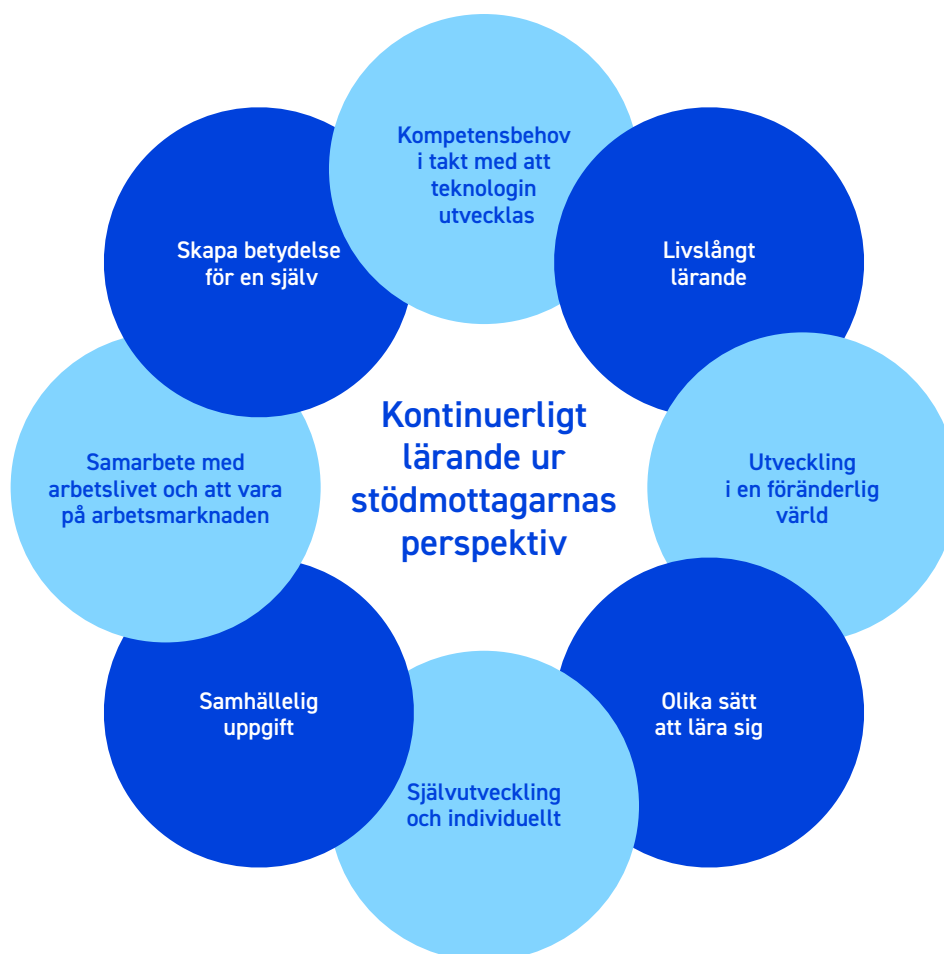 Kompetensbehov
i takt med att
teknologin
utvecklas
Livslångt
lärande
Utveckling
i en föränderlig
värld
Olika sätt
att lära sig
Självutveckling
och individuellt
Samhällelig
uppgift
Samarbete med
arbetslivet och att vara
på arbetsmarknaden
Skapa betydelse
för en själv
Kontinuerligt
lärande ur
stödmottagarnas
perspektiv